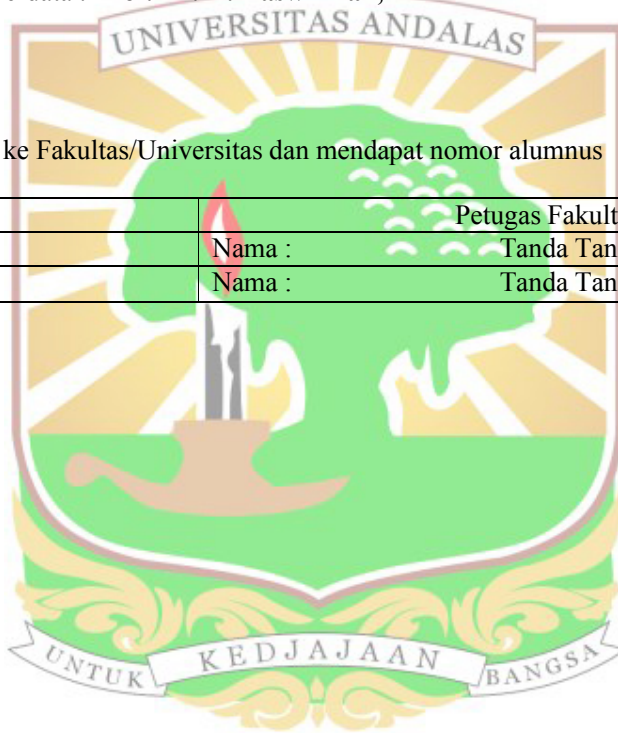 UNIVERSITAS ANDALAS
ke Fakultas/Universitas dan mendapat nomor alumnus
Petugas Fakult
Nama : Tanda Tan
Nama : Tanda Tan
UNTUK KEDJAJAAN BANGSA